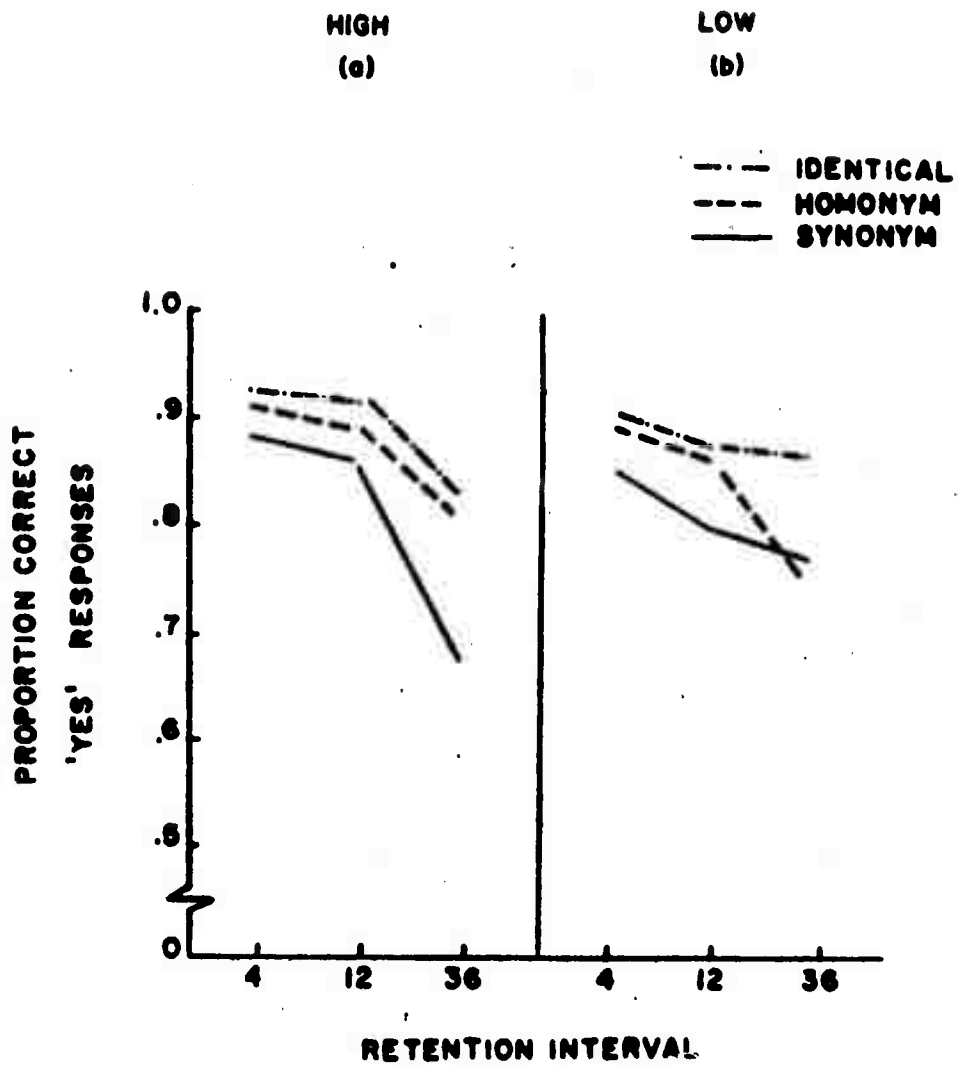 HIGH LOW
(a) (b)
IDENTICAL
HOMONYM
SYNONYM
1.0
.9
.8
.7
.6
.5
0
PROPORTION CORRECT
'YES' RESPONSES
4 12 36 4 12 36
RETENTION INTERVAL